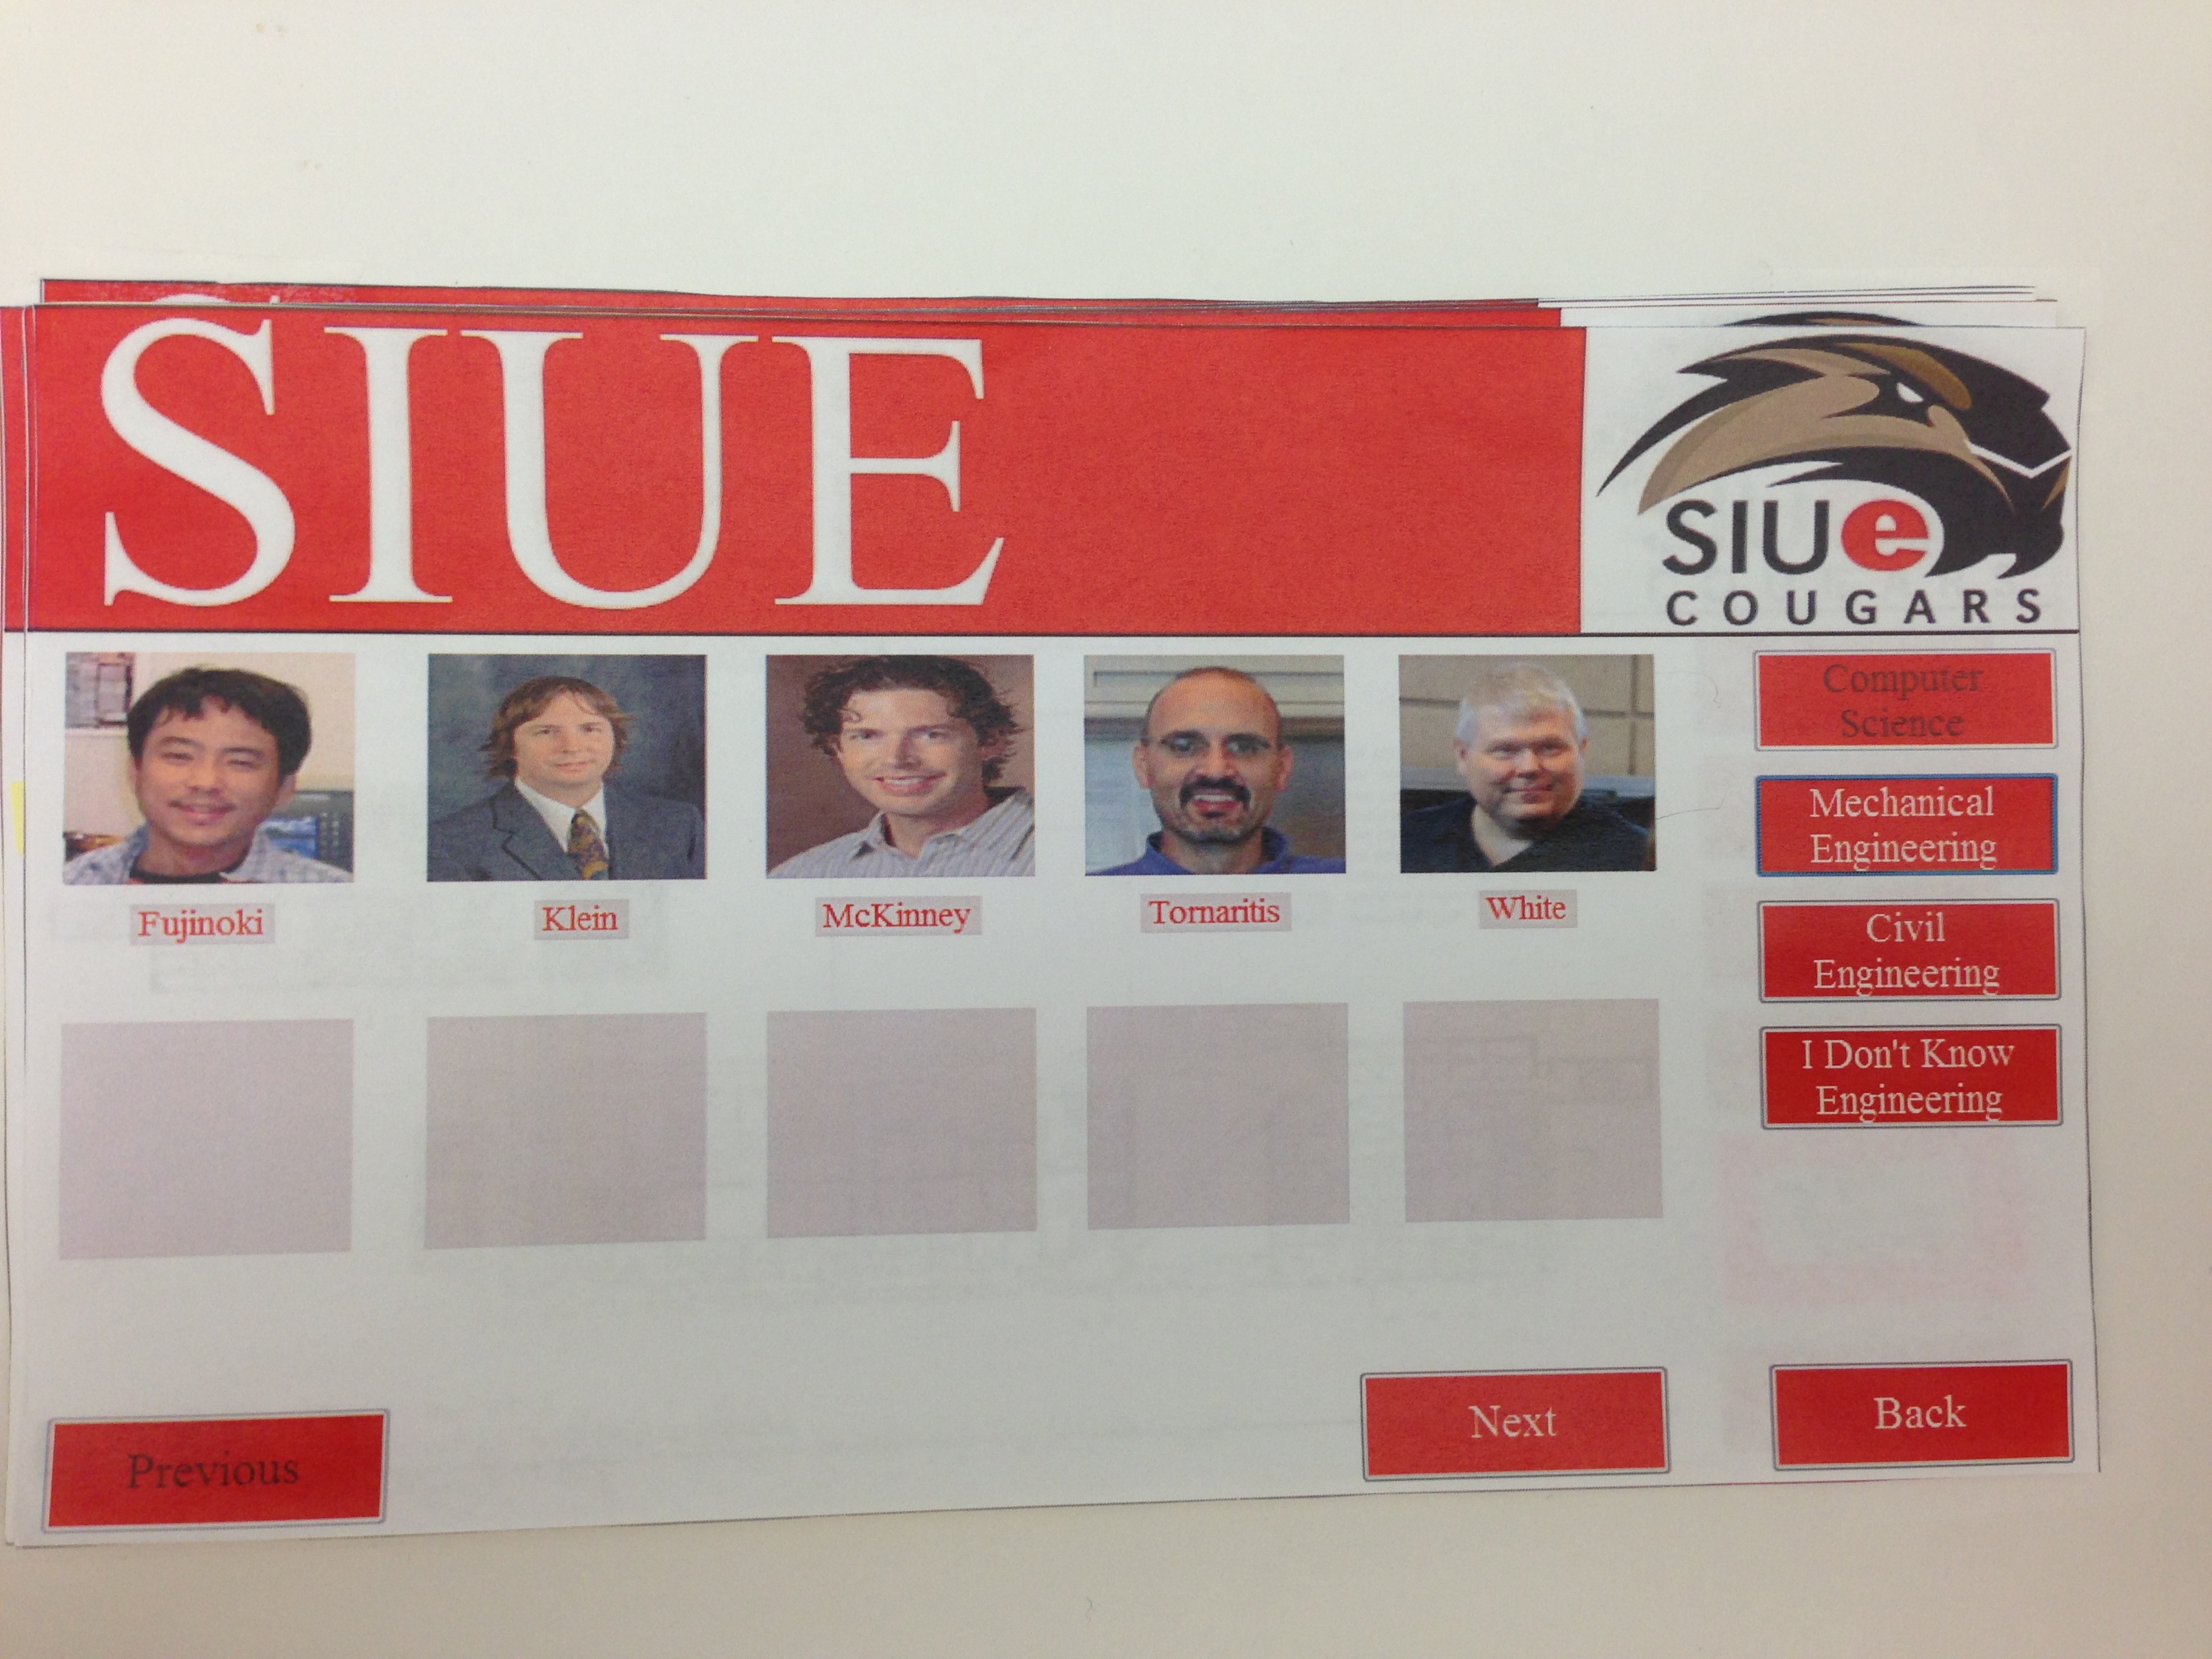 SIUE
SIUe
COUGARS
Fujinoki
Klein
McKinney
Tornaritis
White
Computer
Science
Mechanical
Engineering
Civil
Engineering
I Don't Know
Engineering
Previous
Next
Back